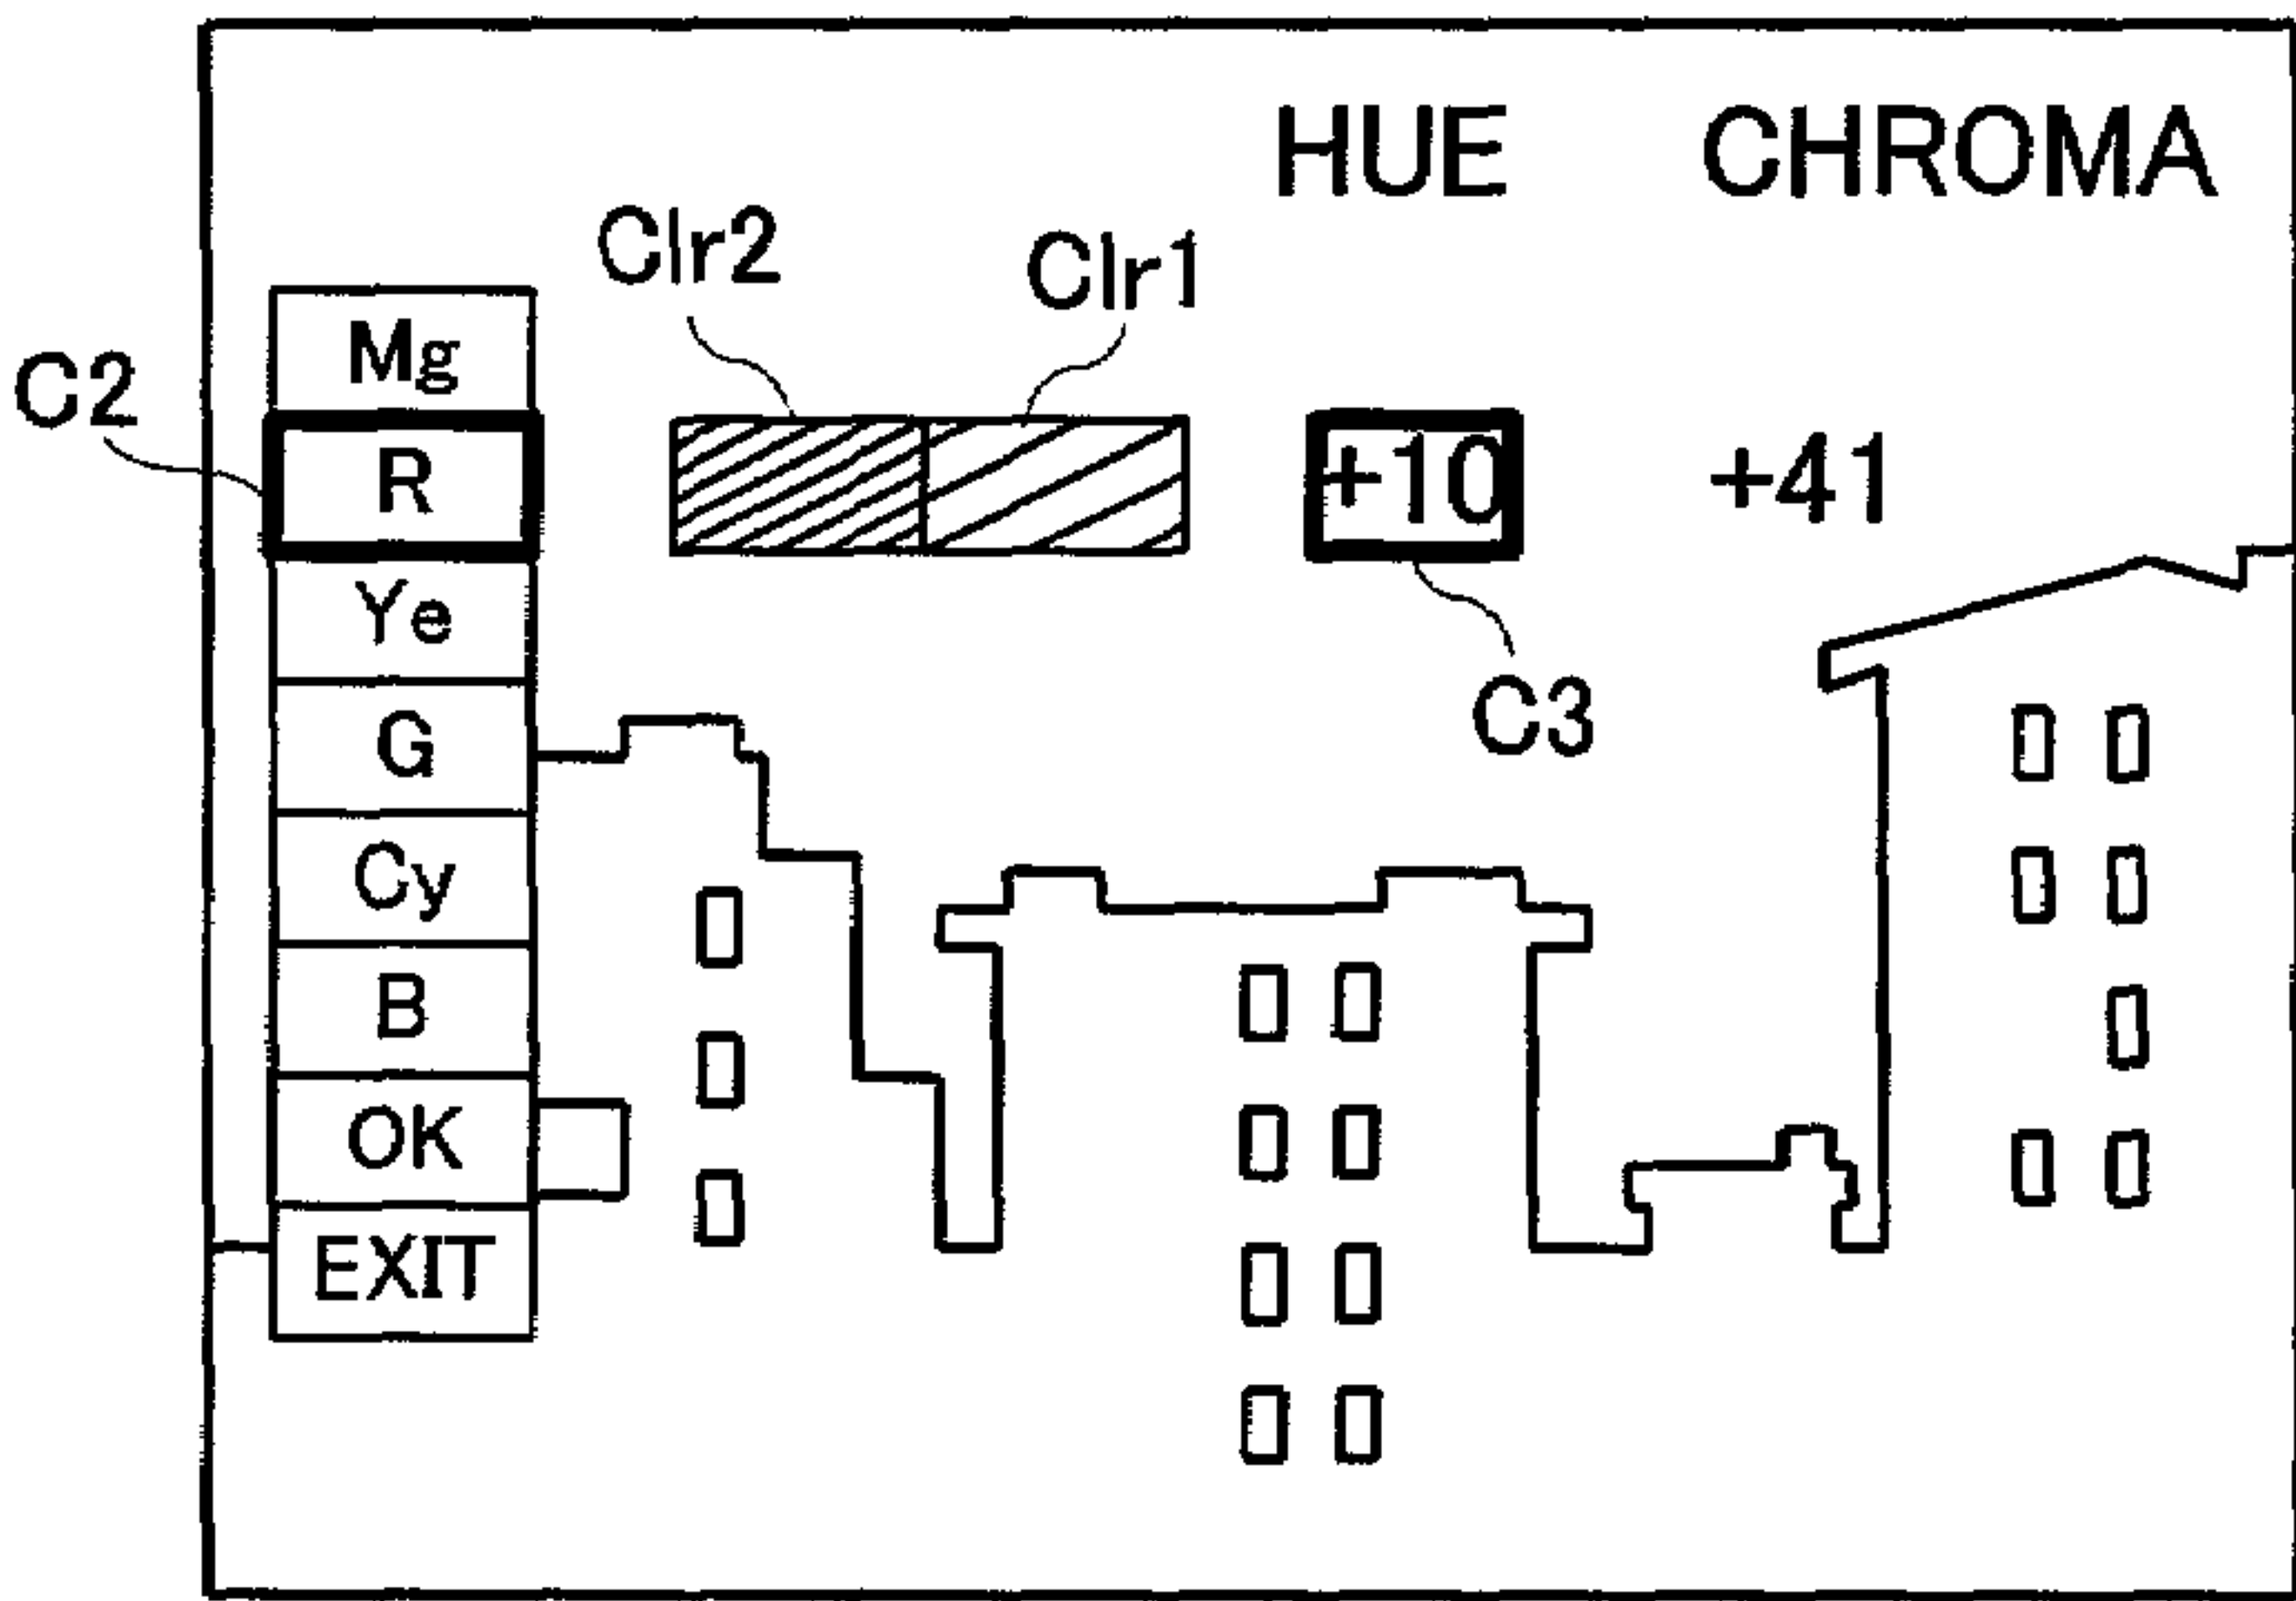 HUE CHROMA
Clr2 Clr1
Mg
C2
R +10 +41
Ye
C3
G
Cy
B
OK
EXIT